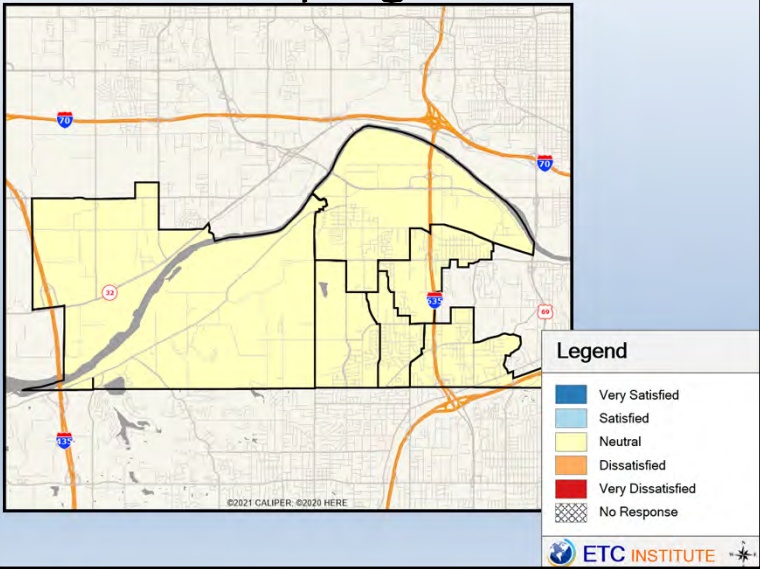 70
70
32
635
69
435
©2021 CALIPER; ©2020 HERE
Legend
Very Satisfied
Satisfied
Neutral
Dissatisfied
Very Dissatisfied
No Response
ETC INSTITUTE